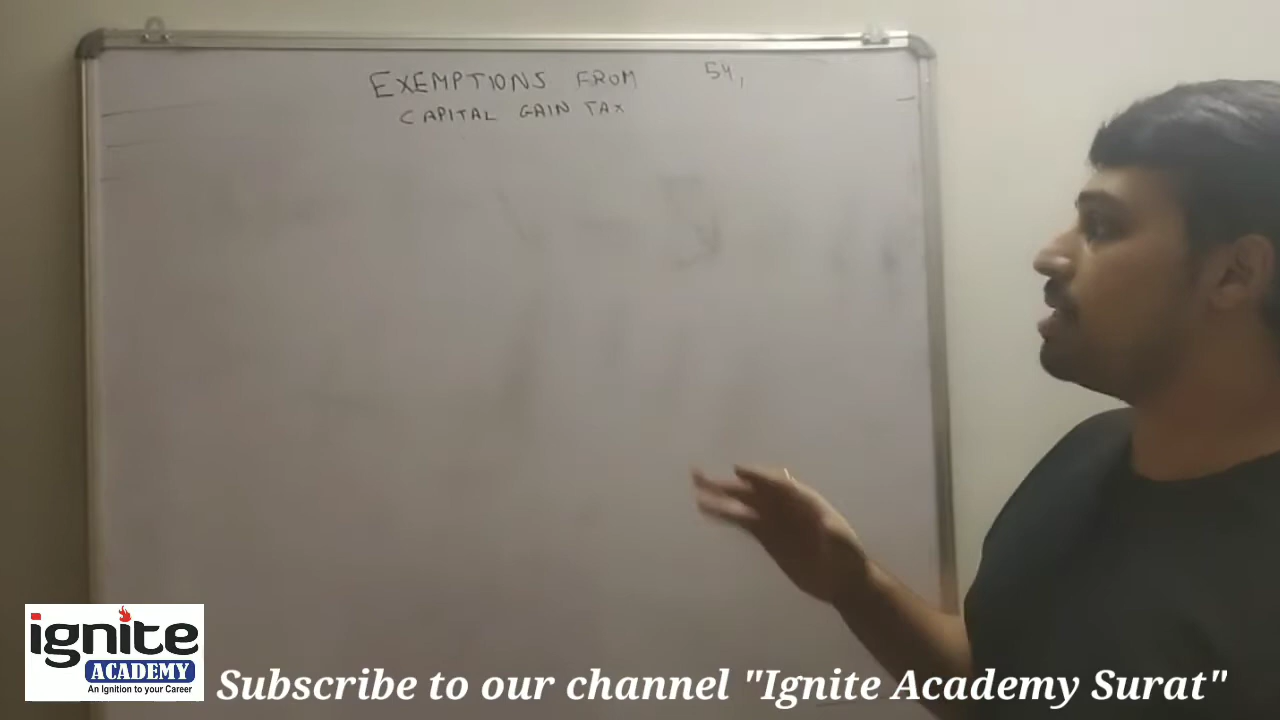 EXEMPTIONS FROM 54,
CAPITAL GAIN TAX
ignite
ACADEMY
An Ignition to your Career
Subscribe to our channel "Ignite Academy Surat"